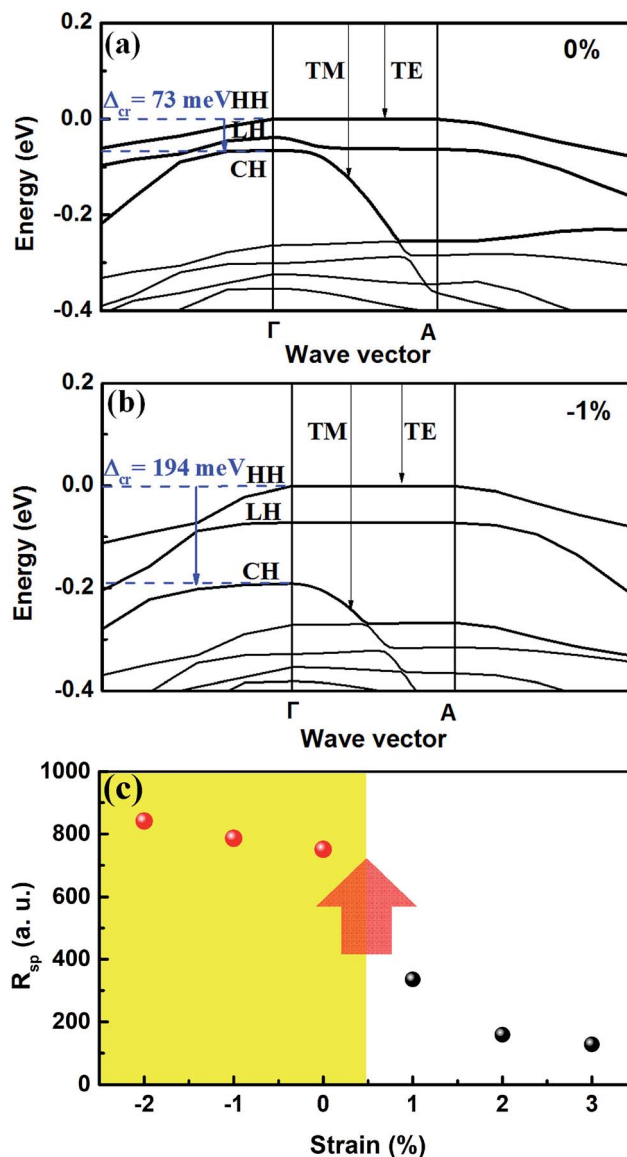 (a)
0%
TM
TE
Δcr = 73 meV
HH
LH
CH
Energy (eV)
0.2
0.0
-0.2
-0.4
Γ
A
Wave vector
(b)
-1%
TM
TE
Δcr = 194 meV
HH
LH
CH
Energy (eV)
0.2
0.0
-0.2
-0.4
Γ
A
Wave vector
(c)
Rsp (a. u.)
1000
800
600
400
200
0
-2 -1 0 1 2 3
Strain (%)